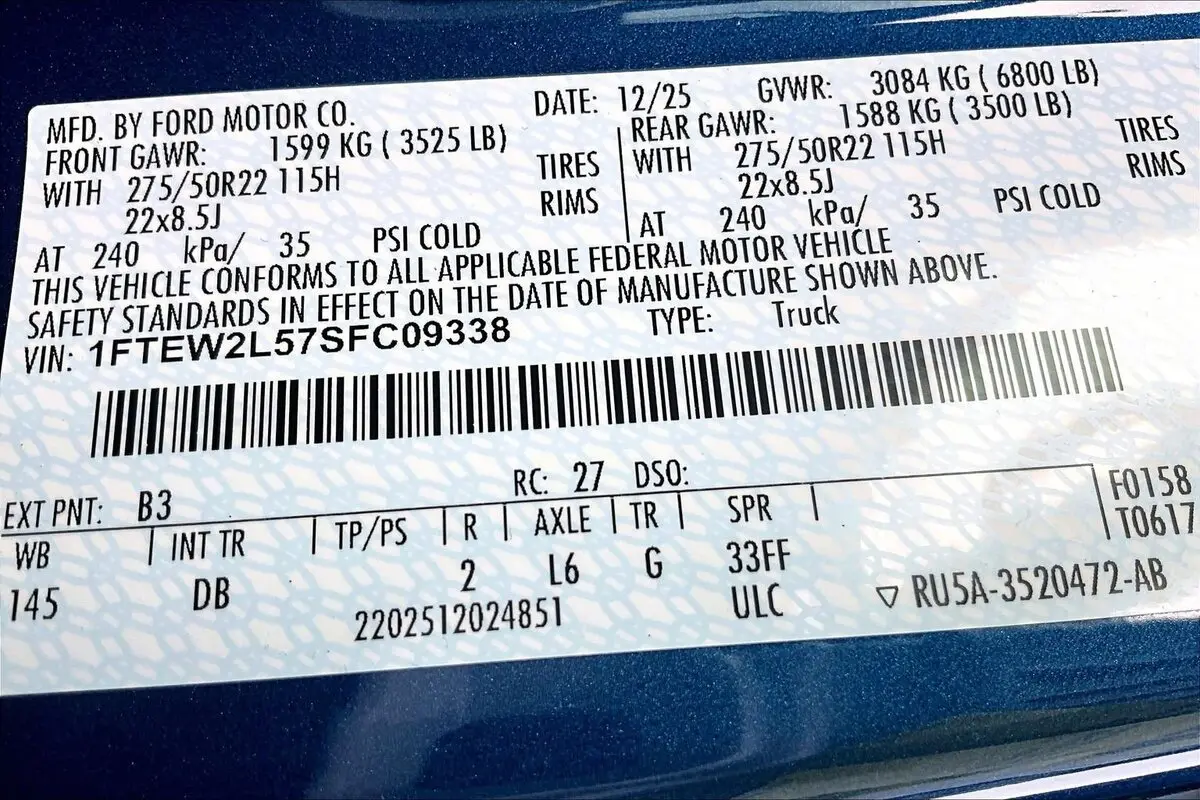 MFD. BY FORD MOTOR CO. DATE: 12/25 GVWR: 3084 KG ( 6800 LB)
FRONT GAWR: 1599 KG ( 3525 LB) REAR GAWR: 1588 KG ( 3500 LB)
WITH 275/50R22 115H TIRES WITH 275/50R22 115H TIRES
22x8.5J RIMS 22x8.5J RIMS
AT 240 kPa/ 35 PSI COLD AT 240 kPa/ 35 PSI COLD
THIS VEHICLE CONFORMS TO ALL APPLICABLE FEDERAL MOTOR VEHICLE
SAFETY STANDARDS IN EFFECT ON THE DATE OF MANUFACTURE SHOWN ABOVE.
VIN: 1FTEW2L57SFC09338 TYPE: Truck
EXT PNT: B3 RC: 27 DSO: F0158
WB INT TR TP/PS R AXLE TR SPR T0617
145 DB 2 L6 G 33FF
2202512024851 ULC RU5A-3520472-AB